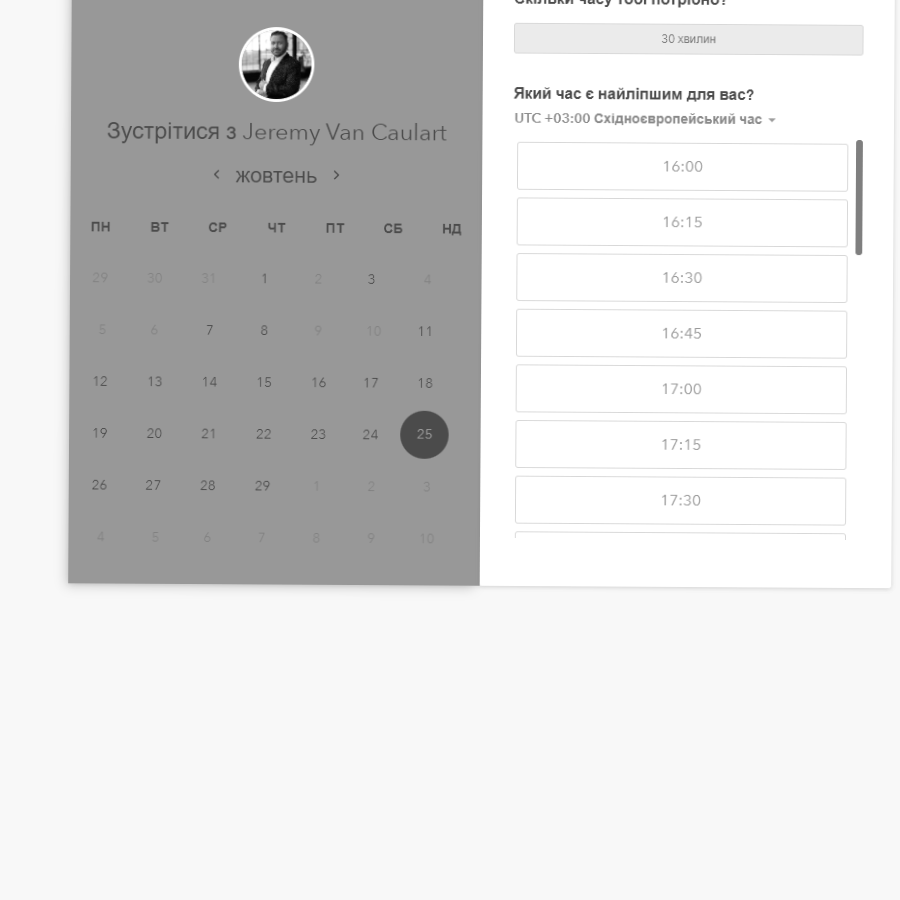 Зустрітися з Jeremy Van Caulart
жовтень
ПН ВТ СР ЧТ ПТ СБ НД
29 30 31 1 2 3 4
5 6 7 8 9 10 11
12 13 14 15 16 17 18
19 20 21 22 23 24 25
26 27 28 29 1 2 3
4 5 6 7 8 9 10
Скільки часу тобі потрібно?
30 хвилин
Який час є найліпшим для вас?
UTC +03:00 Східноєвропейський час
16:00
16:15
16:30
16:45
17:00
17:15
17:30